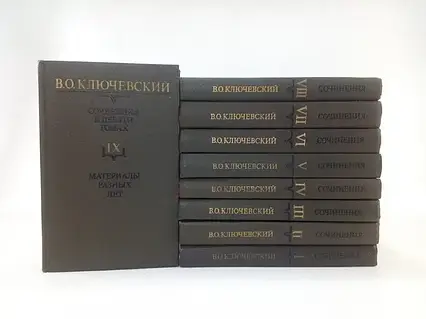 В.О.КЛЮЧЕВСКИЙ
СОЧИНЕНИЯ
В ДЕВЯТИ
ТОМАХ
IX
МАТЕРИАЛЫ
РАЗНЫХ
ЛЕТ
В.О.КЛЮЧЕВСКИЙ VIII СОЧИНЕНИЯ
В.О.КЛЮЧЕВСКИЙ VII СОЧИНЕНИЯ
В.О.КЛЮЧЕВСКИЙ VI СОЧИНЕНИЯ
В.О.КЛЮЧЕВСКИЙ V СОЧИНЕНИЯ
В.О.КЛЮЧЕВСКИЙ IV СОЧИНЕНИЯ
В.О.КЛЮЧЕВСКИЙ III СОЧИНЕНИЯ
В.О.КЛЮЧЕВСКИЙ II СОЧИНЕНИЯ
В.О.КЛЮЧЕВСКИЙ I СОЧИНЕНИЯ